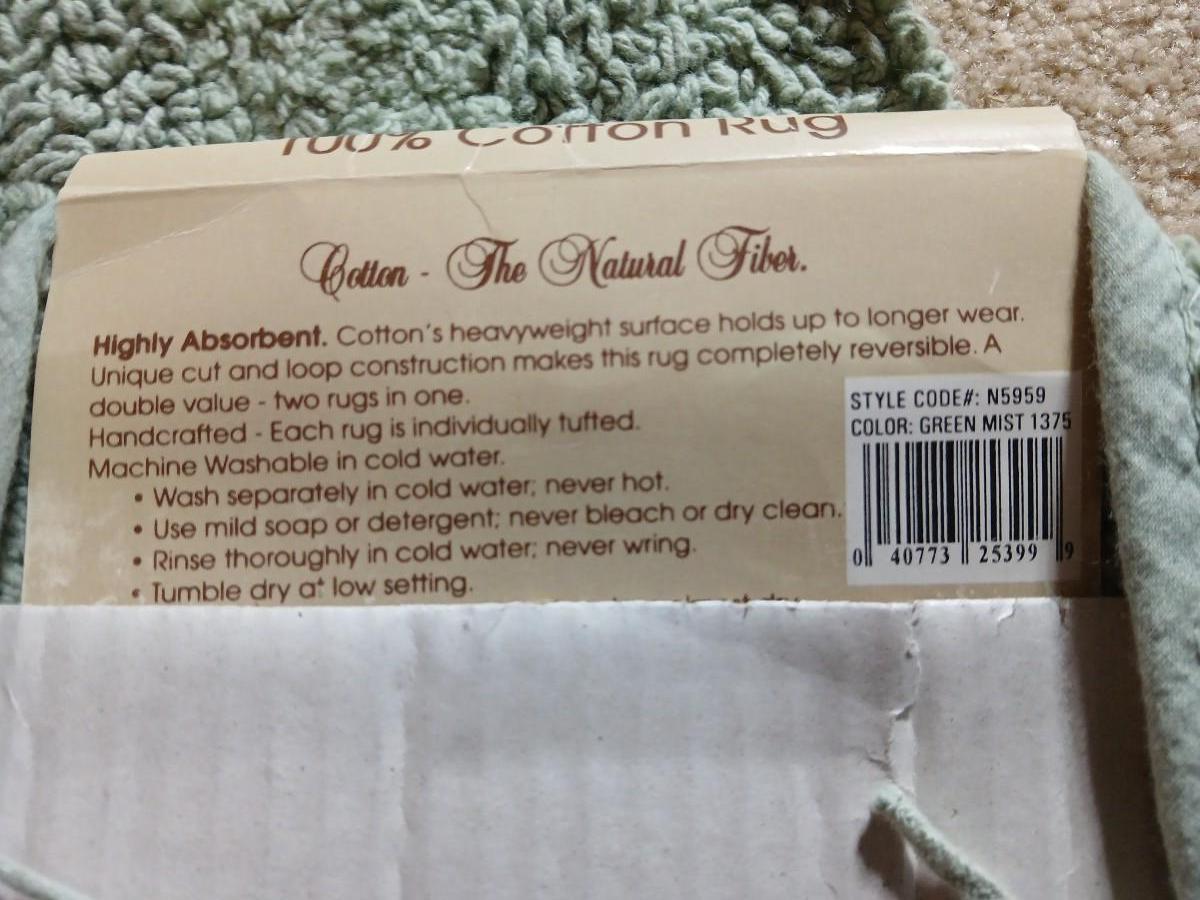 100% Cotton Rug
Cotton - The Natural Fiber.
Highly Absorbent. Cotton's heavyweight surface holds up to longer wear.
Unique cut and loop construction makes this rug completely reversible. A
double value - two rugs in one.
Handcrafted - Each rug is individually tufted.
Machine Washable in cold water.
• Wash separately in cold water; never hot.
• Use mild soap or detergent; never bleach or dry clean.
• Rinse thoroughly in cold water; never wring.
• Tumble dry at low setting.
STYLE CODE#: N5959
COLOR: GREEN MIST 1375
0 40773 25399 9